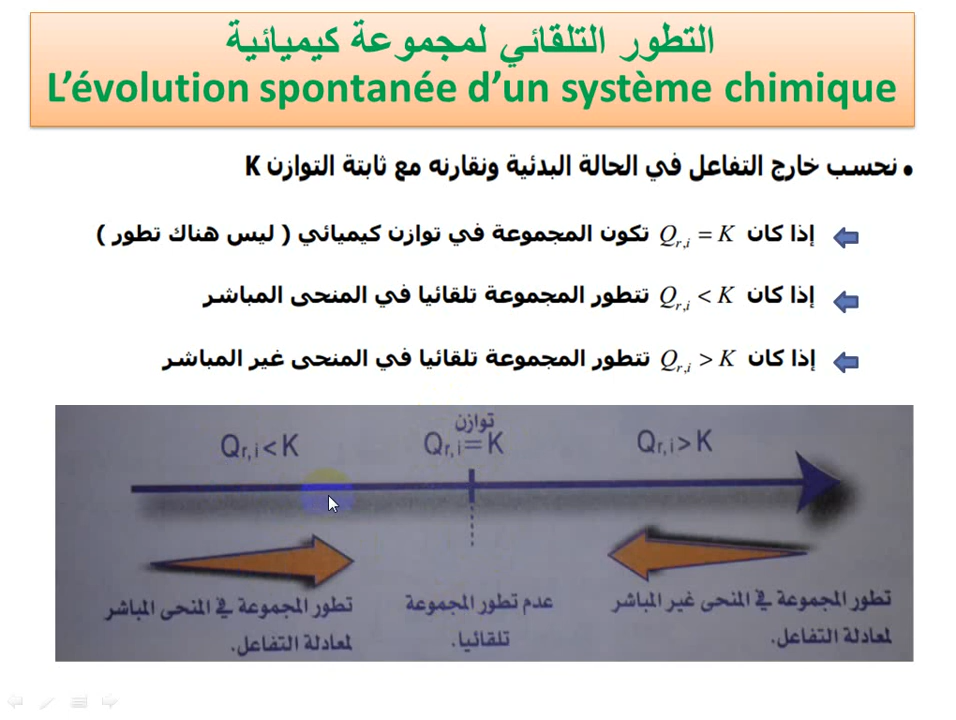 التطور التلقائي لمجموعة كيميائية
L'évolution spontanée d'un système chimique
• نحسب خارج التفاعل في الحالة البدئية ونقارنه مع ثابتة التوازن K
إذا كان Qr,i = K تكون المجموعة في توازن كيميائي ( ليس هناك تطور )
إذا كان Qr,i < K تتطور المجموعة تلقائيا في المنحى المباشر
إذا كان Qr,i > K تتطور المجموعة تلقائيا في المنحى غير المباشر
توازن
Qr,i < K
Qr,i = K
Qr,i > K
تطور المجموعة في المنحى المباشر
لمعادلة التفاعل.
عدم تطور المجموعة
تلقائيا.
تطور المجموعة في المنحى غير المباشر
لمعادلة التفاعل.